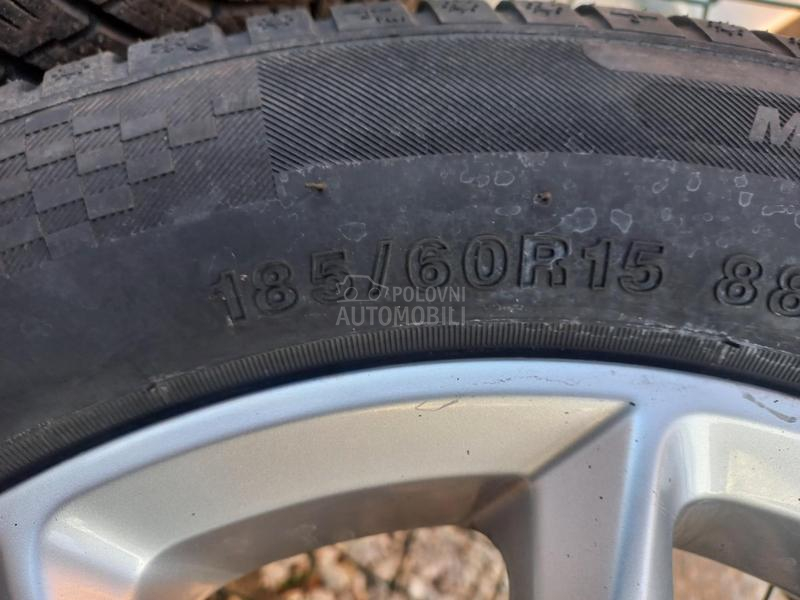 M
185/60R15 88
POLOVNI
AUTOMOBILI